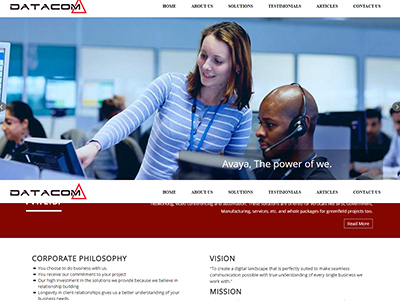 DATACOM
HOME ABOUT US SOLUTIONS TESTIMONIALS ARTICLES CONTACT US
Avaya, The power of we.
DATACOM
HOME ABOUT US SOLUTIONS TESTIMONIALS ARTICLES CONTACT US
networking, video conferencing and automation. These solutions are offered for verticals like BFSI, Government,
Manufacturing, services, etc. and whole packages for greenfield projects too.
Read More
CORPORATE PHILOSOPHY
You choose to do business with us.
You receive our commitment to your project
Our high investment in the solutions we provide because we believe in
relationship building
Longevity in client relationships gives us a better understanding of your
business needs.
VISION
"To create a digital landscape that is perfectly suited to make seamless
communication possible with true understanding of every single business we
work with."
MISSION